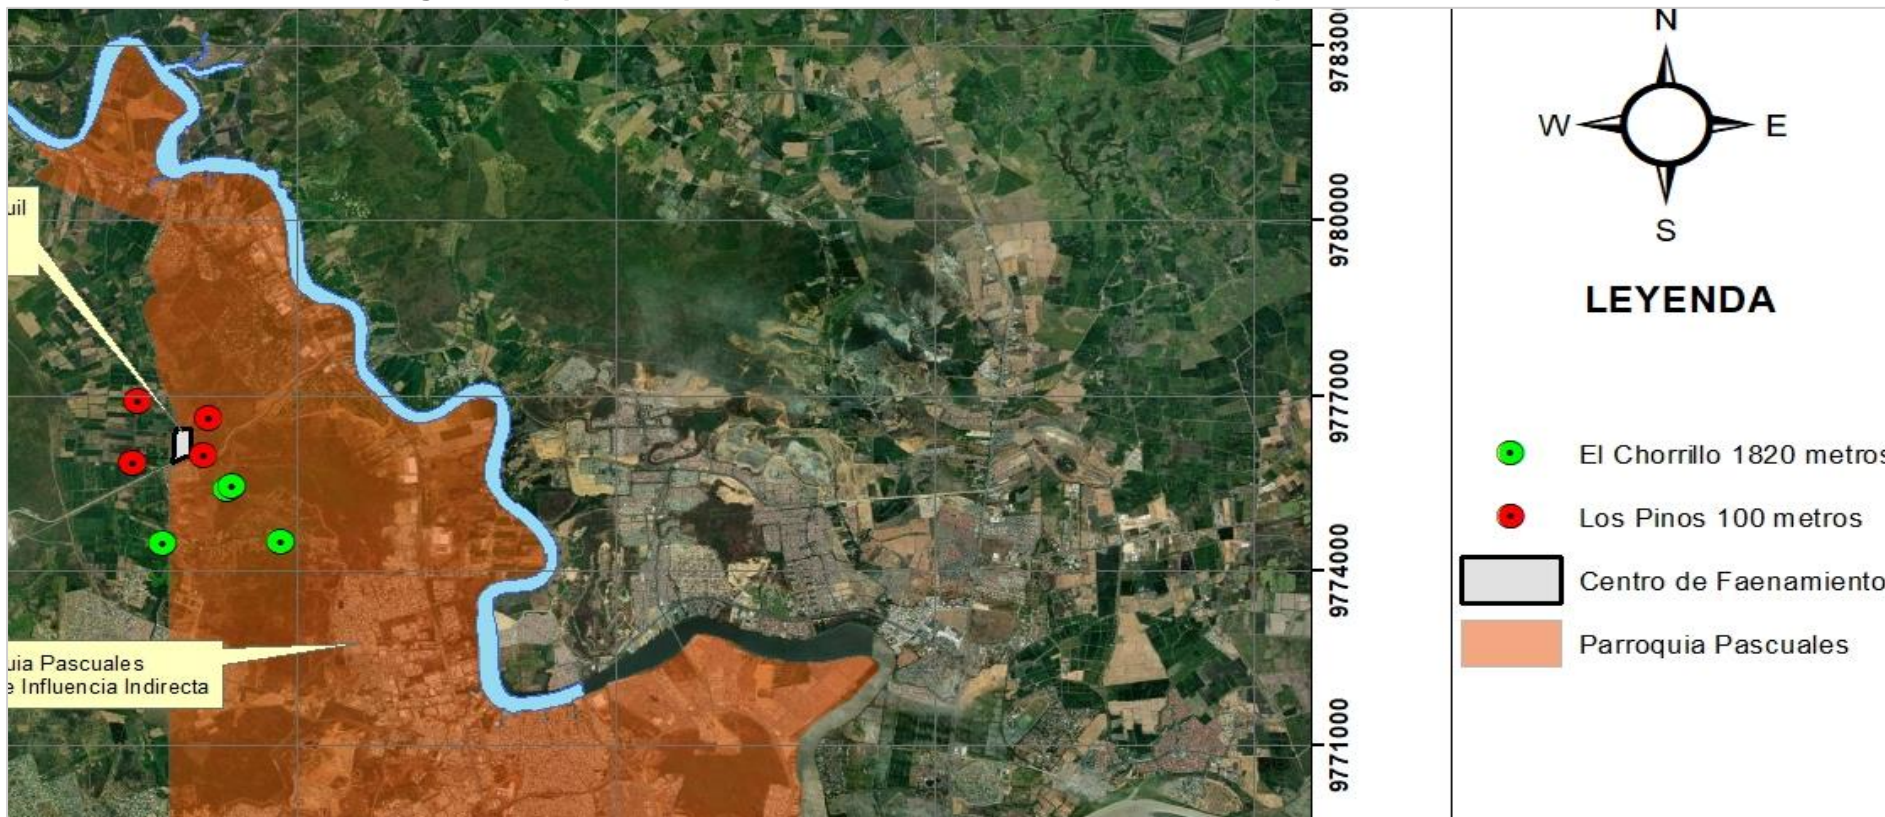 uil
uia Pascuales
e Influencia Indirecta
9780000
9777000
9774000
9771000
N
W
E
S
LEYENDA
El Chorrillo 1820 metros
Los Pinos 100 metros
Centro de Faenamiento
Parroquia Pascuales